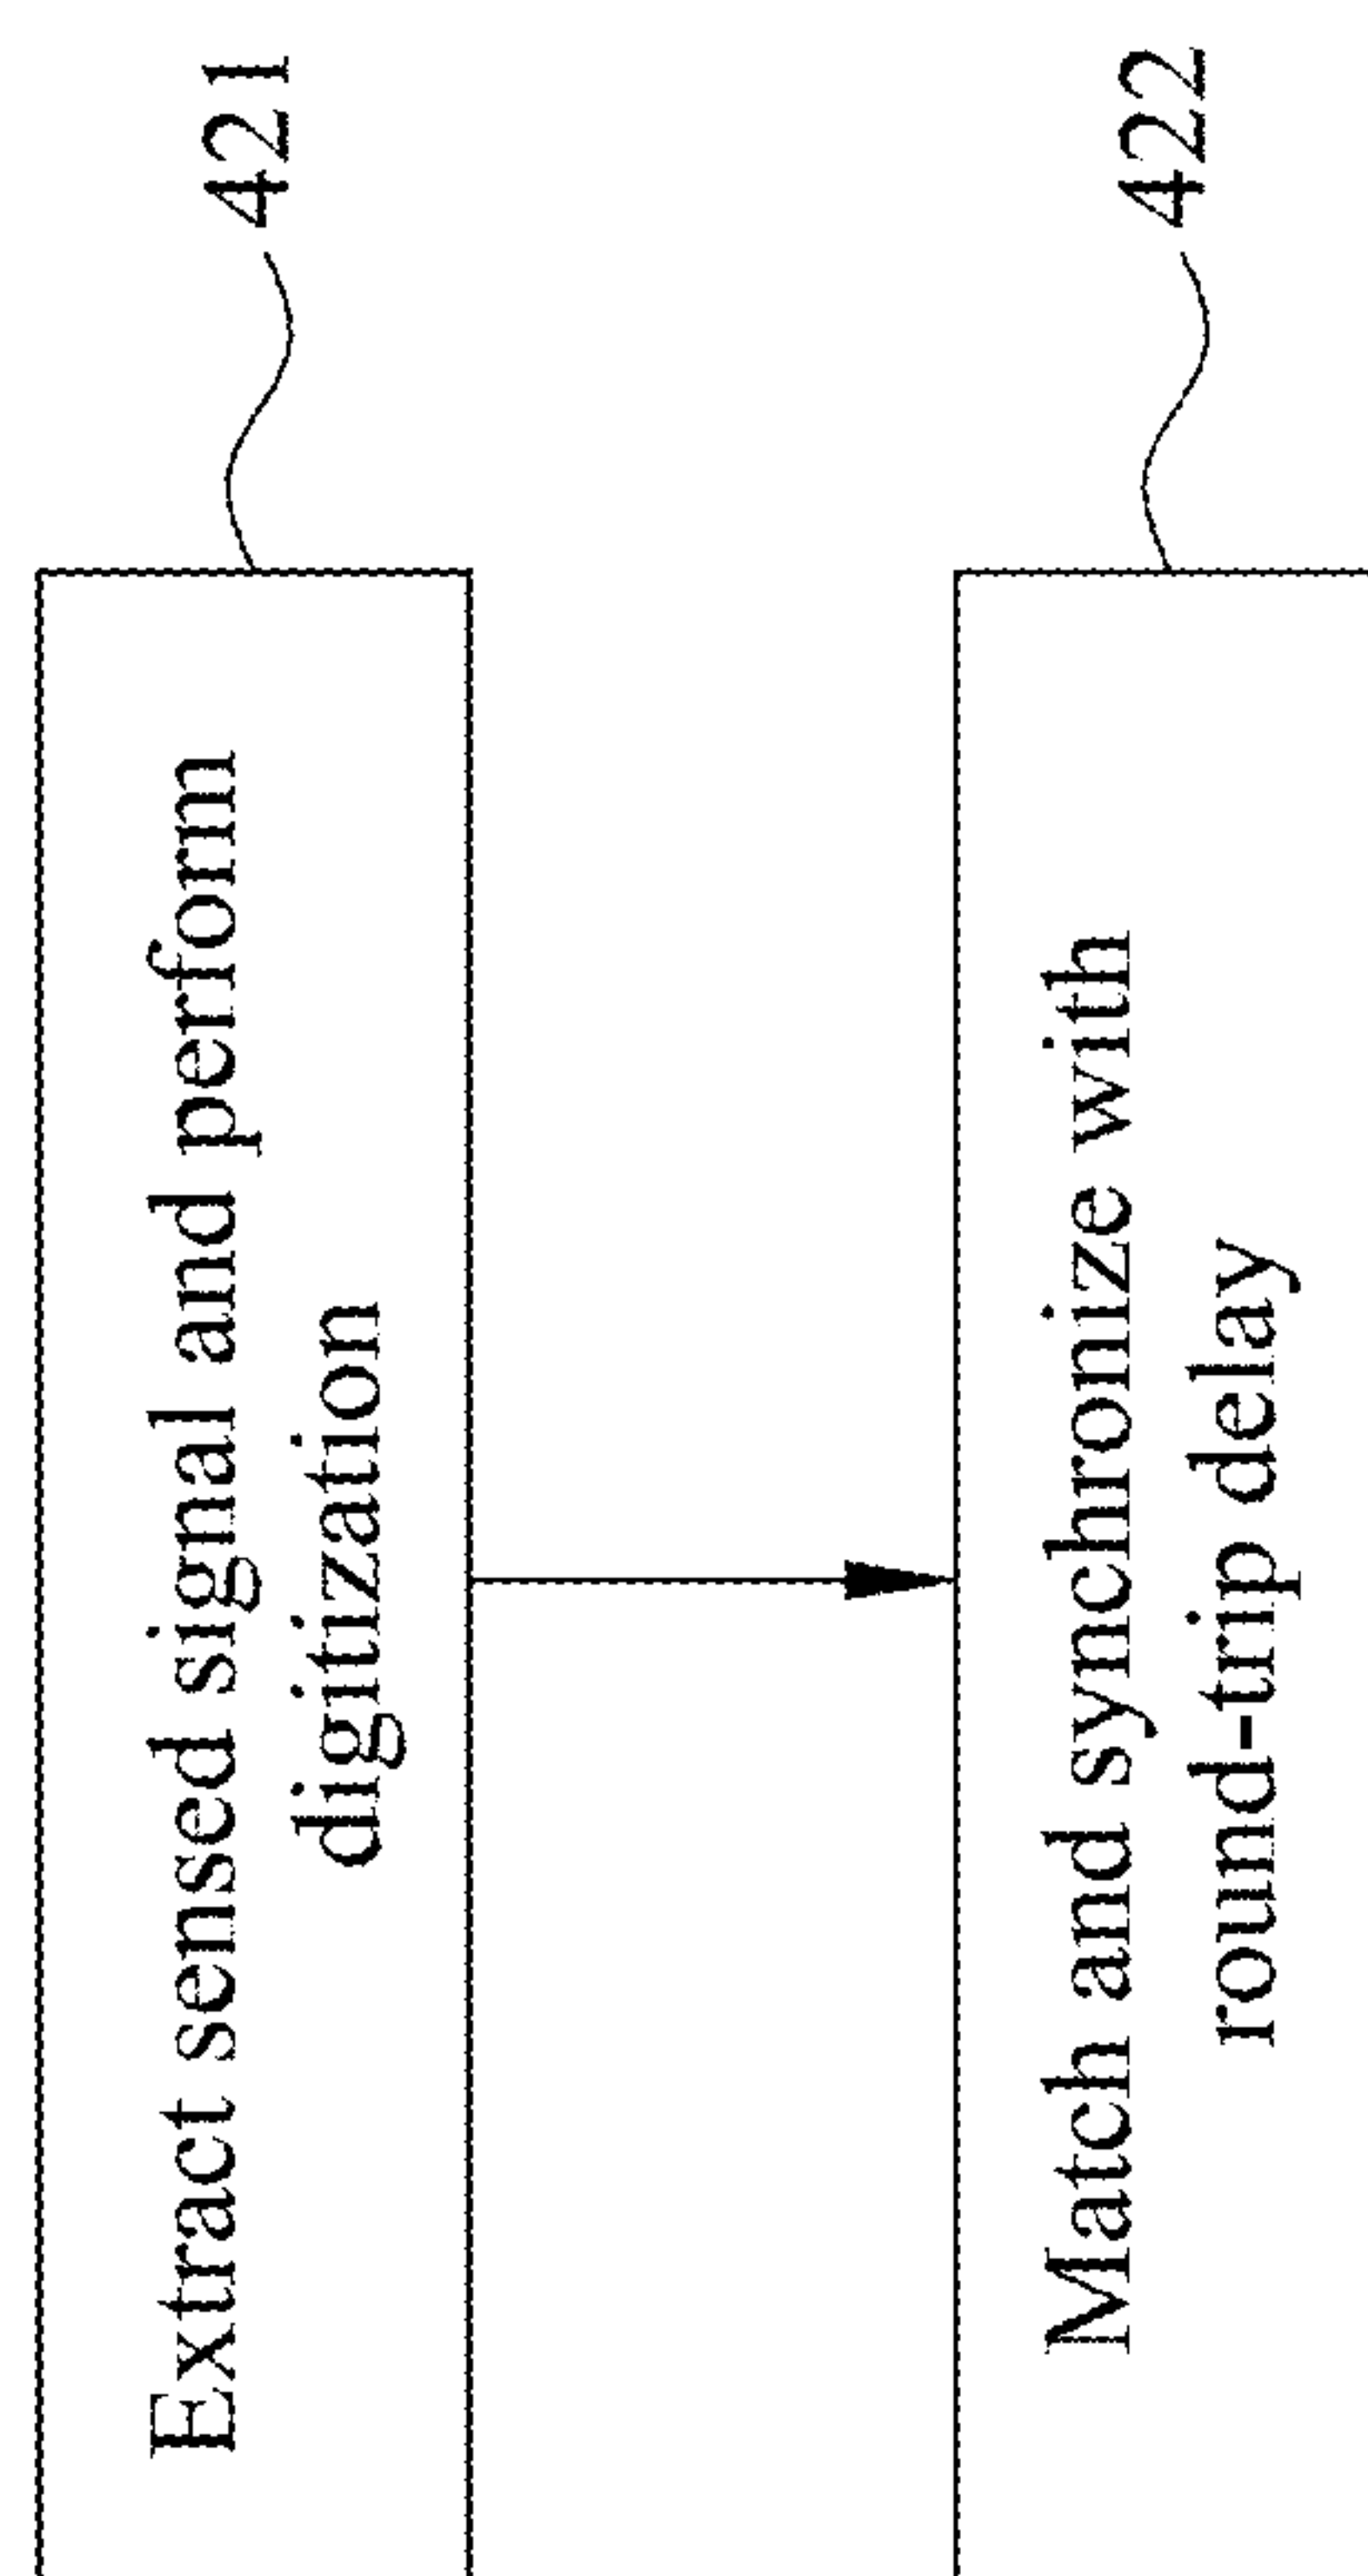 Extract sensed signal and perform
digitization
421
Match and synchronize with
round-trip delay
422